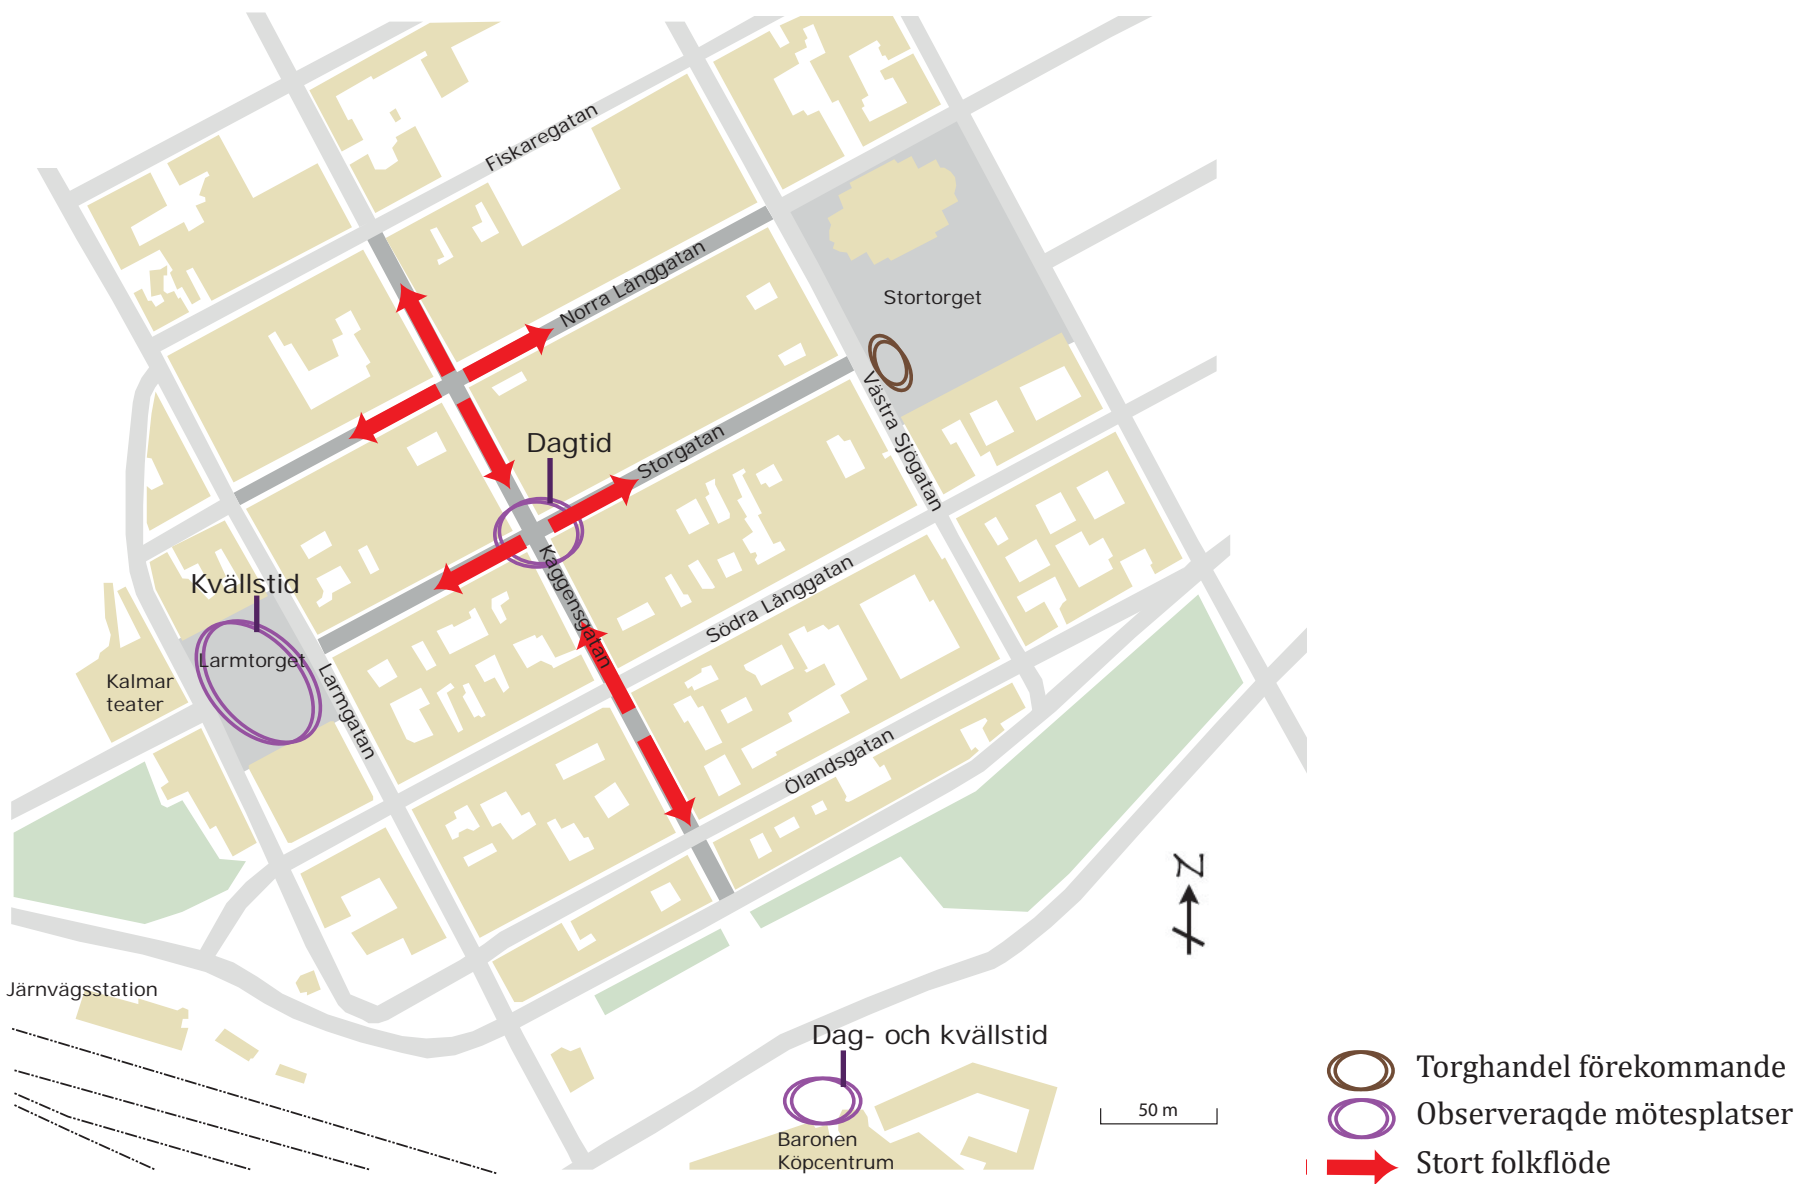 Fiskaregatan
Norra Långgatan
Stortorget
Västra Sjögatan
Dagtid
Storgatan
Kaggensgatan
Kvällstid
Larmtorget
Kalmar
teater
Larmgatan
Södra Långgatan
Ölandsgatan
N
Järnvägsstation
Dag- och kvällstid
Baronen
Köpcentrum
50 m
Torghandel förekommande
Observeraqde mötesplatser
Stort folkflöde